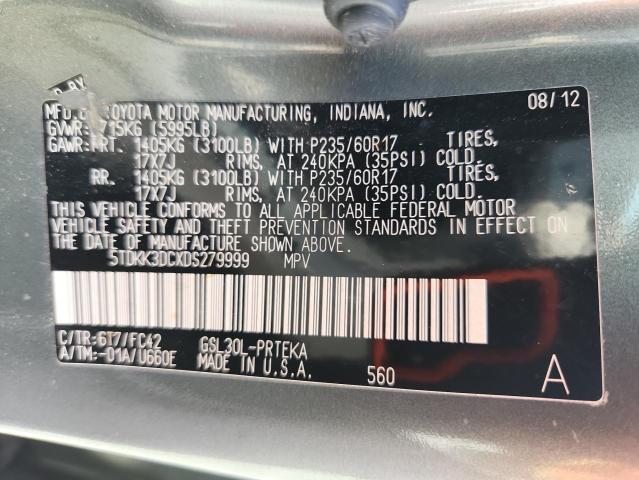 MFD. TOYOTA MOTOR MANUFACTURING, INDIANA, INC. 08/12
GVWR: 715KG (5995LB)
GAWR: FRT. 1405KG (3100LB) WITH P235/60R17 TIRES,
17X7J RIMS, AT 240KPA (35PSI) COLD.
RR. 1405KG (3100LB) WITH P235/60R17 TIRES,
17X7J RIMS, AT 240KPA (35PSI) COLD.
THIS VEHICLE CONFORMS TO ALL APPLICABLE FEDERAL MOTOR
VEHICLE SAFETY AND THEFT PREVENTION STANDARDS IN EFFECT ON
THE DATE OF MANUFACTURE SHOWN ABOVE.
5TDKK3DCXDS279999 MPV
C/TR: 6T7/FC42 GSL30L-PRTEKA
A/TM: -01A/U660E MADE IN U.S.A. 560 A